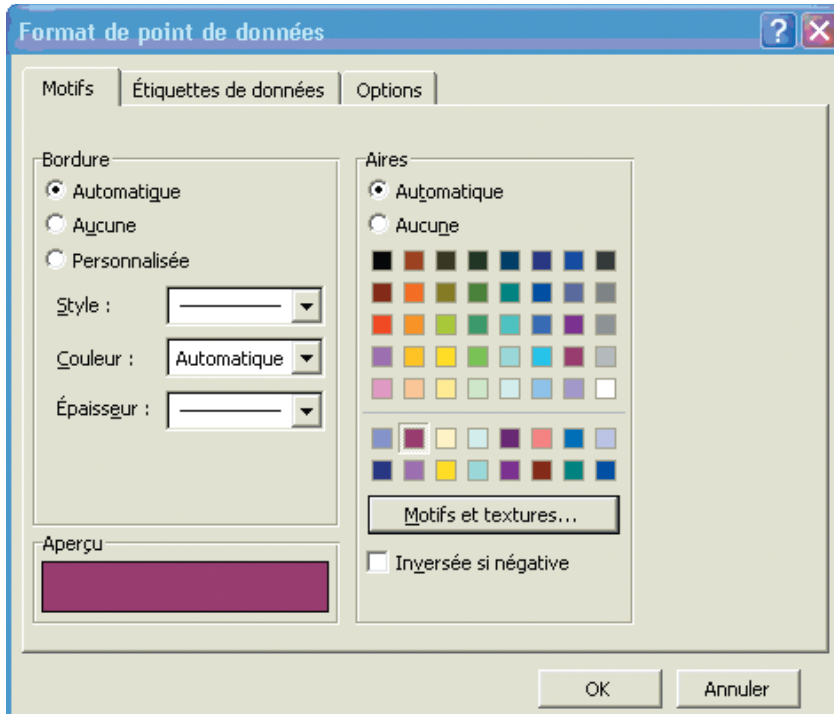 Format de point de données
Motifs
Étiquettes de données
Options
Bordure
Automatique
Aucune
Personnalisée
Style :
Couleur :
Automatique
Épaisseur :
Aperçu
Aires
Automatique
Aucune
Motifs et textures...
Inversée si négative
OK
Annuler